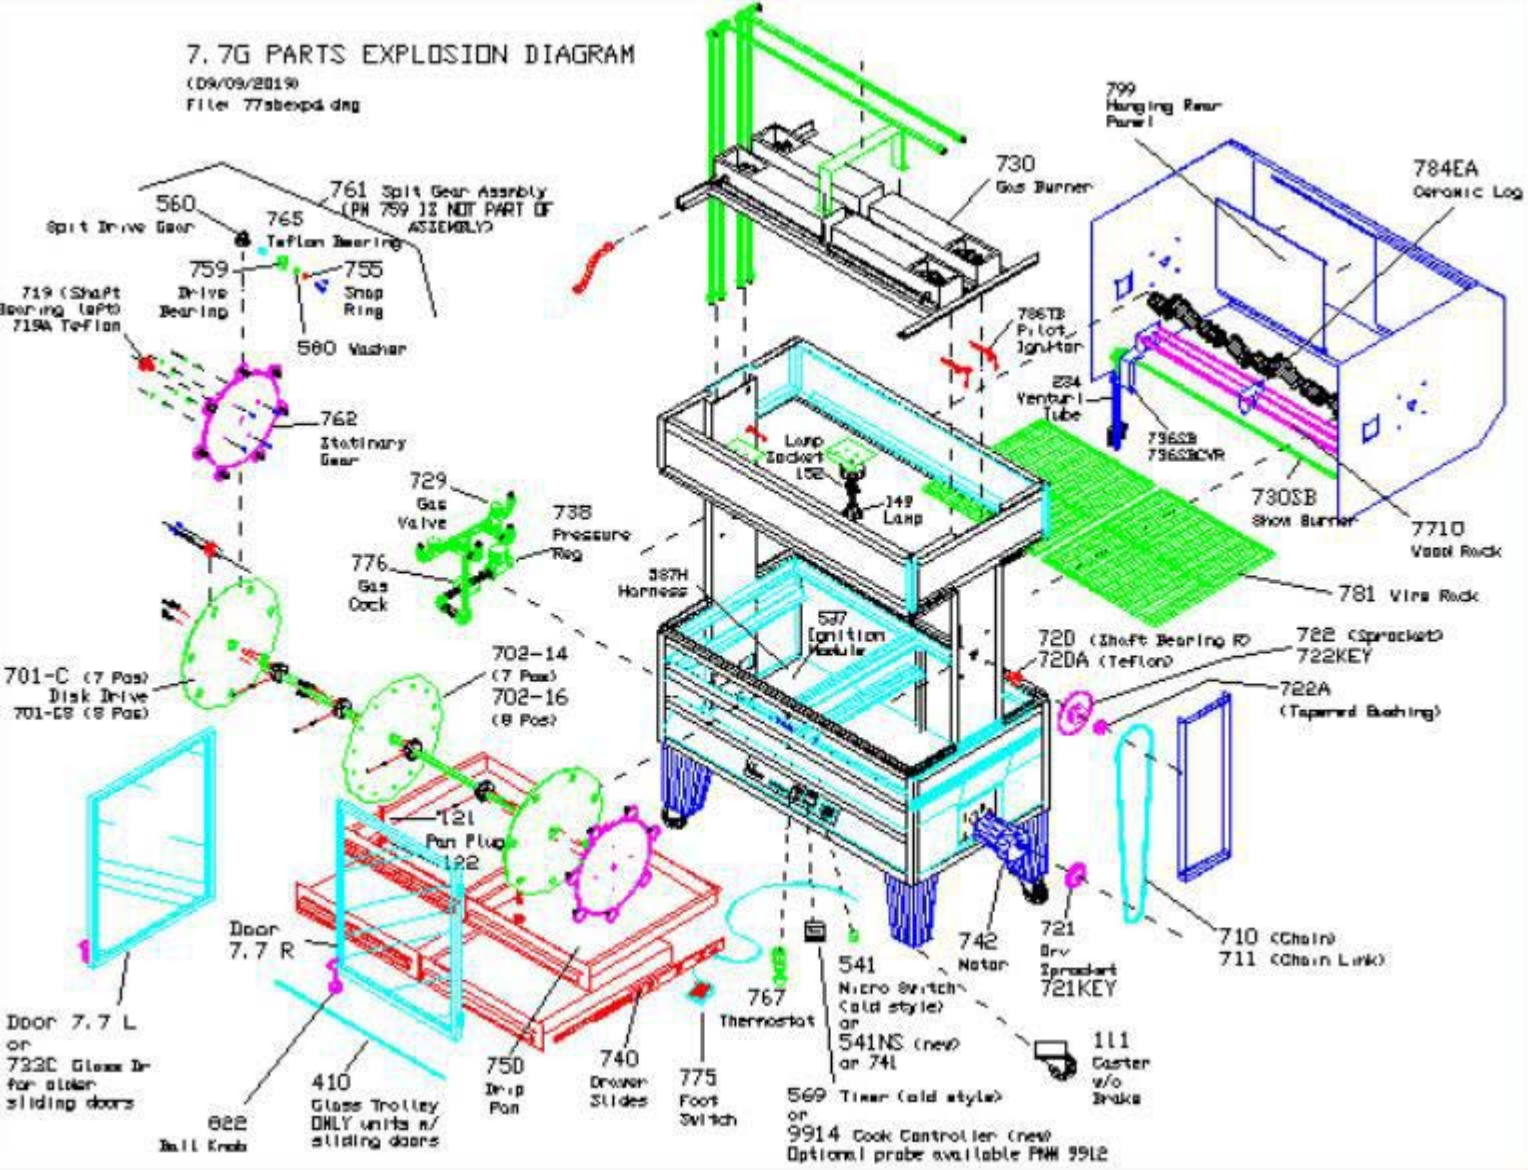 7.7G PARTS EXPLOSION DIAGRAM
(09/09/2019)
File: 77sbexpd.dwg
761 Spit Gear Assmbly
(PN 759 IS NOT PART OF
ASSEMBLY)
560
Spit Drive Gear
765
Teflon Bearing
759
Drive
Bearing
755
Snap
Ring
719 (Shaft
Bearing left)
719A Teflon
580 Washer
762
Statinary
Gear
730
Gas Burner
799
Hanging Rear
Panel
784EA
Ceramic Log
786TB
Pilot
Ignitor
234
Venturi
Tube
736SB
736SBCVR
730SB
Show Burner
7710
Wood Rack
781 Wire Rack
729
Gas
Valve
738
Pressure
Reg
776
Gas
Cock
Lamp
Socket
152
149
Lamp
587H
Harness
537
Ignition
Module
720 (Shaft Bearing R)
720A (Teflon)
722 (Sprocket)
722KEY
722A
(Tapered Bushing)
701-C (7 Pos)
Disk Drive
701-C8 (8 Pos)
702-14
(7 Pos)
702-16
(8 Pos)
121
Pan Plug
122
Door
7.7 R
Door 7.7 L
or
733C Glass Dr
for older
sliding doors
822
Ball Knob
410
Glass Trolley
ONLY units w/
sliding doors
750
Drip
Pan
740
Drawer
Slides
775
Foot
Switch
767
Thermostat
541
Micro Switch
(old style)
or
541NS (new)
or 741
569 Timer (old style)
or
9914 Cook Controller (new)
Optional probe available PN# 9912
742
Motor
721
Drv
Sprocket
721KEY
710 (Chain)
711 (Chain Link)
111
Caster
w/o
Brake